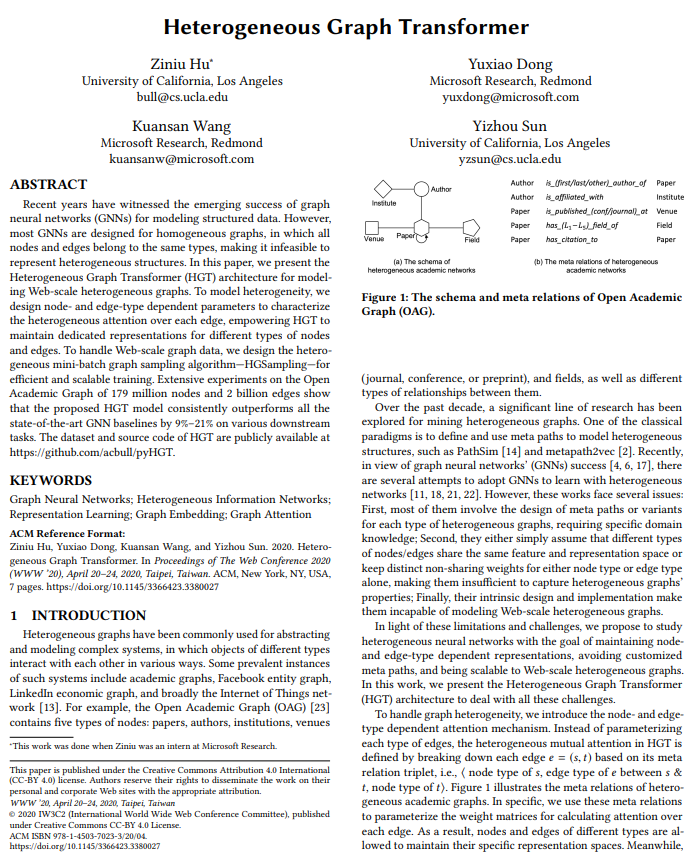 Heterogeneous Graph Transformer
Ziniu Hu*
University of California, Los Angeles
bull@cs.ucla.edu
Yuxiao Dong
Microsoft Research, Redmond
yuxdong@microsoft.com
Kuansan Wang
Microsoft Research, Redmond
kuansanw@microsoft.com
Yizhou Sun
University of California, Los Angeles
yzsun@cs.ucla.edu
ABSTRACT
Recent years have witnessed the emerging success of graph
neural networks (GNNs) for modeling structured data. However,
most GNNs are designed for homogeneous graphs, in which all
nodes and edges belong to the same types, making it infeasible to
represent heterogeneous structures. In this paper, we present the
Heterogeneous Graph Transformer (HGT) architecture for model-
ing Web-scale heterogeneous graphs. To model heterogeneity, we
design node- and edge-type dependent parameters to characterize
the heterogeneous attention over each edge, empowering HGT to
maintain dedicated representations for different types of nodes
and edges. To handle Web-scale graph data, we design the hetero-
geneous mini-batch graph sampling algorithm—HGSampling—for
efficient and scalable training. Extensive experiments on the Open
Academic Graph of 179 million nodes and 2 billion edges show
that the proposed HGT model consistently outperforms all the
state-of-the-art GNN baselines by 9%–21% on various downstream
tasks. The dataset and source code of HGT are publicly available at
https://github.com/acbull/pyHGT.
KEYWORDS
Graph Neural Networks; Heterogeneous Information Networks;
Representation Learning; Graph Embedding; Graph Attention
ACM Reference Format:
Ziniu Hu, Yuxiao Dong, Kuansan Wang, and Yizhou Sun. 2020. Hetero-
geneous Graph Transformer. In Proceedings of The Web Conference 2020
(WWW '20), April 20–24, 2020, Taipei, Taiwan. ACM, New York, NY, USA,
7 pages. https://doi.org/10.1145/3366423.3380027
1 INTRODUCTION
Heterogeneous graphs have been commonly used for abstracting
and modeling complex systems, in which objects of different types
interact with each other in various ways. Some prevalent instances
of such systems include academic graphs, Facebook entity graph,
LinkedIn economic graph, and broadly the Internet of Things net-
work [13]. For example, the Open Academic Graph (OAG) [23]
contains five types of nodes: papers, authors, institutions, venues
*This work was done when Ziniu was an intern at Microsoft Research.
This paper is published under the Creative Commons Attribution 4.0 International
(CC-BY 4.0) license. Authors reserve their rights to disseminate the work on their
personal and corporate Web sites with the appropriate attribution.
WWW '20, April 20–24, 2020, Taipei, Taiwan
© 2020 IW3C2 (International World Wide Web Conference Committee), published
under Creative Commons CC-BY 4.0 License.
ACM ISBN 978-1-4503-7023-3/20/04.
https://doi.org/10.1145/3366423.3380027
Institute
Author
Venue
Paper
Field
(a) The schema of
heterogeneous academic networks
Author is_(first/last/other)_author_of Paper
Author is_affiliated_with Institute
Paper is_published_(conf/journal)_at Venue
Paper has_(L₁ – L₅)_field_of Field
Paper has_citation_to Paper
(b) The meta relations of heterogeneous
academic networks
Figure 1: The schema and meta relations of Open Academic
Graph (OAG).
(journal, conference, or preprint), and fields, as well as different
types of relationships between them.
Over the past decade, a significant line of research has been
explored for mining heterogeneous graphs. One of the classical
paradigms is to define and use meta paths to model heterogeneous
structures, such as PathSim [14] and metapath2vec [2]. Recently,
in view of graph neural networks' (GNNs) success [4, 6, 17], there
are several attempts to adopt GNNs to learn with heterogeneous
networks [11, 18, 21, 22]. However, these works face several issues:
First, most of them involve the design of meta paths or variants
for each type of heterogeneous graphs, requiring specific domain
knowledge; Second, they either simply assume that different types
of nodes/edges share the same feature and representation space or
keep distinct non-sharing weights for either node type or edge type
alone, making them insufficient to capture heterogeneous graphs'
properties; Finally, their intrinsic design and implementation make
them incapable of modeling Web-scale heterogeneous graphs.
In light of these limitations and challenges, we propose to study
heterogeneous neural networks with the goal of maintaining node-
and edge-type dependent representations, avoiding customized
meta paths, and being scalable to Web-scale heterogeneous graphs.
In this work, we present the Heterogeneous Graph Transformer
(HGT) architecture to deal with all these challenges.
To handle graph heterogeneity, we introduce the node- and edge-
type dependent attention mechanism. Instead of parameterizing
each type of edges, the heterogeneous mutual attention in HGT is
defined by breaking down each edge e = (s, t) based on its meta
relation triplet, i.e., ⟨ node type of s, edge type of e between s &
t, node type of t⟩. Figure 1 illustrates the meta relations of hetero-
geneous academic graphs. In specific, we use these meta relations
to parameterize the weight matrices for calculating attention over
each edge. As a result, nodes and edges of different types are al-
lowed to maintain their specific representation spaces. Meanwhile,